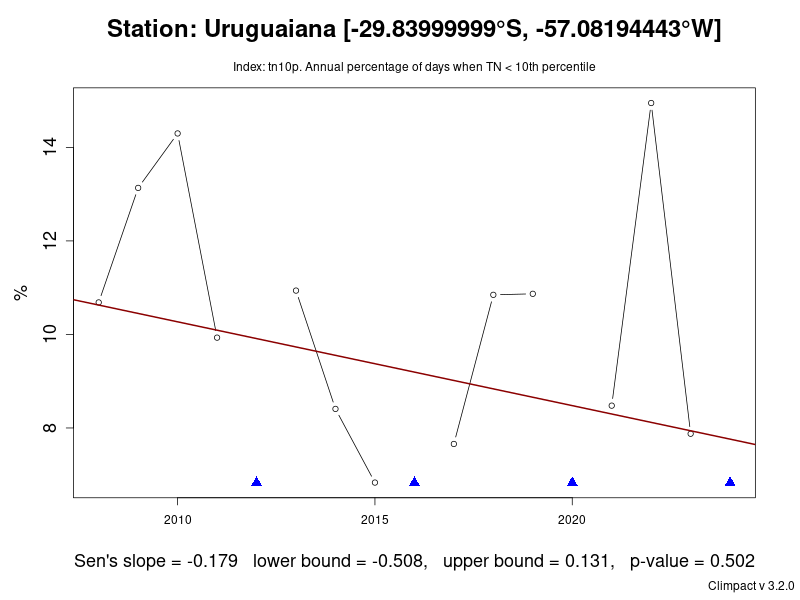 Station: Uruguaiana [-29.83999999°S, -57.08194443°W]
Index: tn10p. Annual percentage of days when TN < 10th percentile
14
12
10
8
%
2010 2015 2020
Sen's slope = -0.179 lower bound = -0.508, upper bound = 0.131, p-value = 0.502
Climpact v 3.2.0